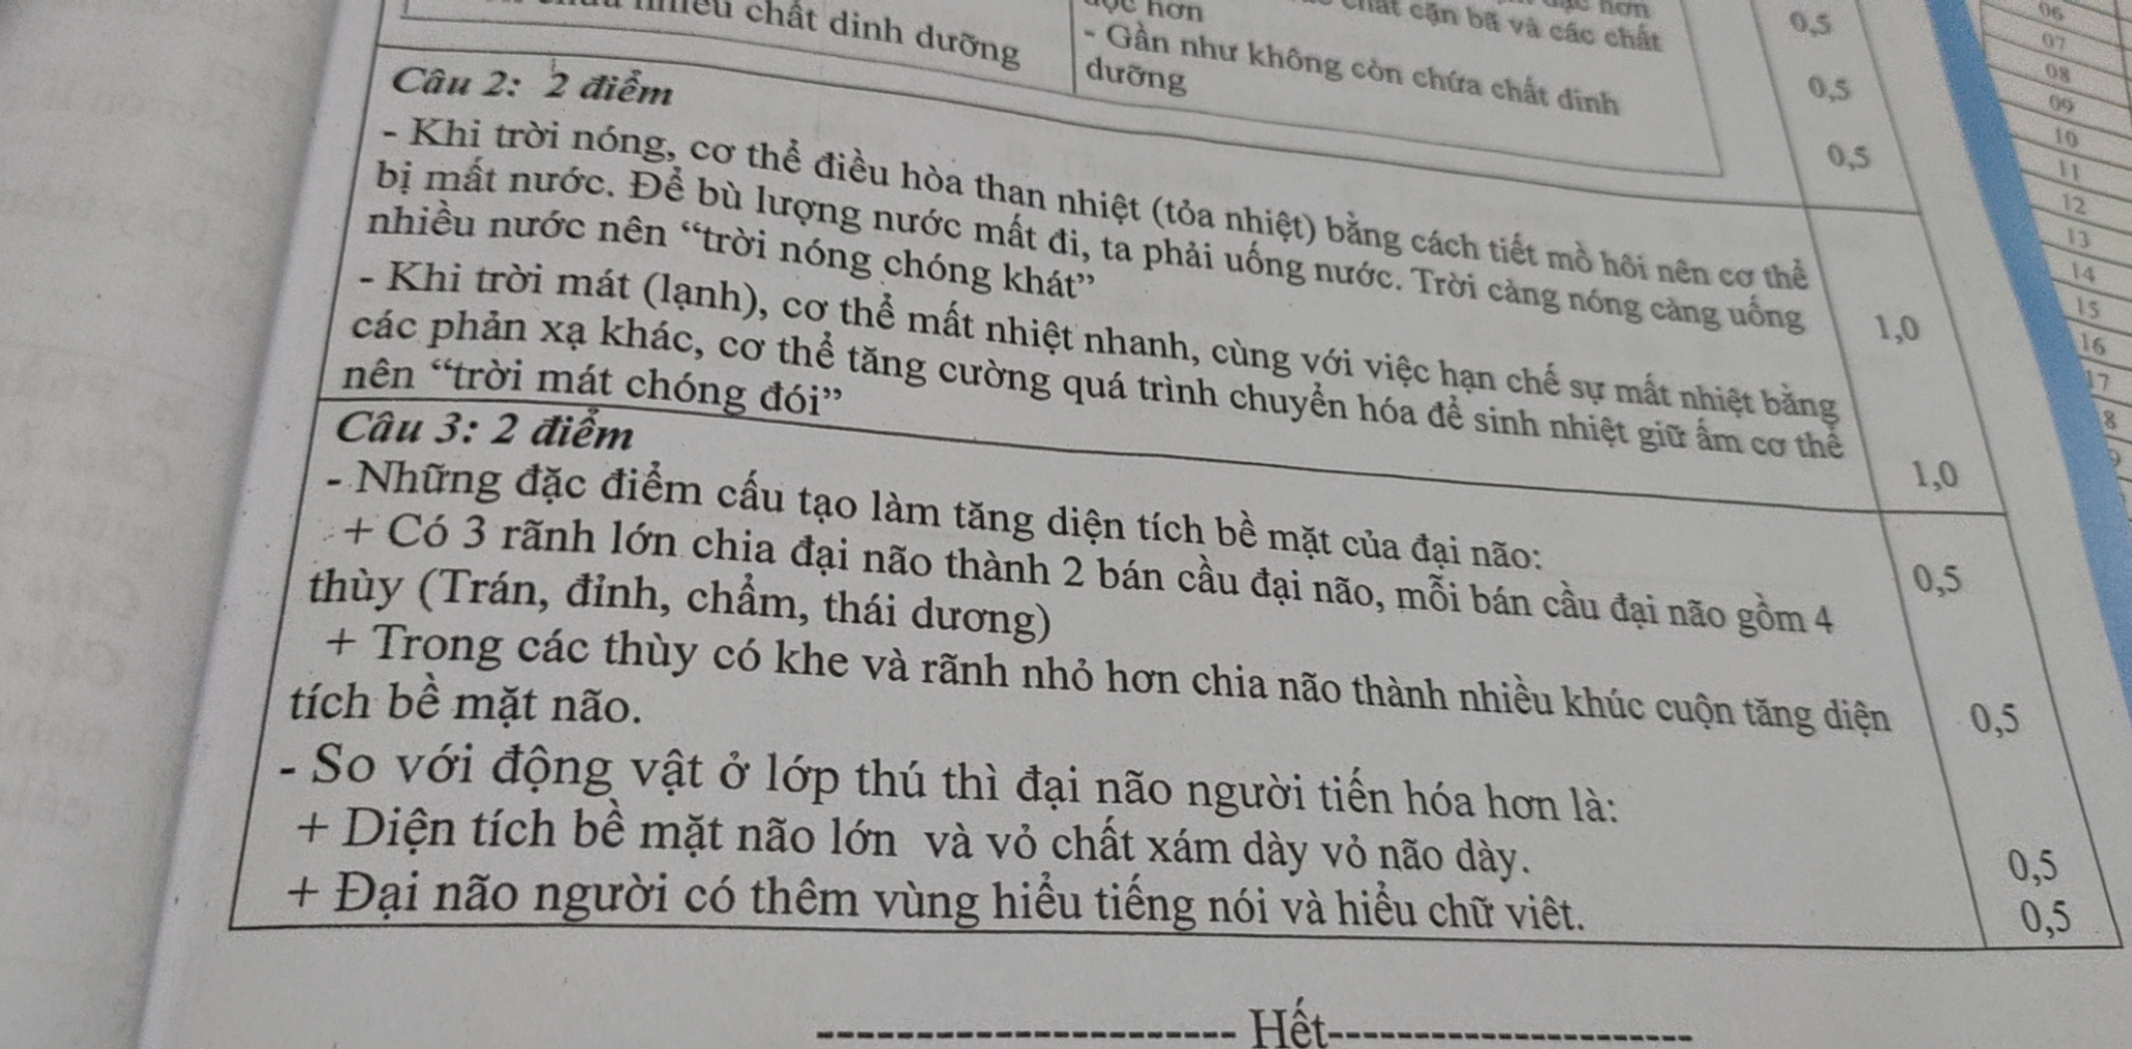 chất dinh dưỡng
hơn
- Gần như không còn chứa chất dinh
dưỡng
chất cặn bã và các chất
0,5
0,5
0,5
Câu 2: 2 điểm
- Khi trời nóng, cơ thể điều hòa than nhiệt (tỏa nhiệt) bằng cách tiết mồ hôi nên cơ thể
bị mất nước. Để bù lượng nước mất đi, ta phải uống nước. Trời càng nóng càng uống
nhiều nước nên “trời nóng chóng khát”
1,0
- Khi trời mát (lạnh), cơ thể mất nhiệt nhanh, cùng với việc hạn chế sự mất nhiệt bằng
các phản xạ khác, cơ thể tăng cường quá trình chuyển hóa để sinh nhiệt giữ ấm cơ thể
nên “trời mát chóng đói”
1,0
Câu 3: 2 điểm
- Những đặc điểm cấu tạo làm tăng diện tích bề mặt của đại não:
+ Có 3 rãnh lớn chia đại não thành 2 bán cầu đại não, mỗi bán cầu đại não gồm 4
thùy (Trán, đỉnh, chẩm, thái dương)
0,5
+ Trong các thùy có khe và rãnh nhỏ hơn chia não thành nhiều khúc cuộn tăng diện
tích bề mặt não.
0,5
- So với động vật ở lớp thú thì đại não người tiến hóa hơn là:
+ Diện tích bề mặt não lớn và vỏ chất xám dày vỏ não dày.
0,5
+ Đại não người có thêm vùng hiểu tiếng nói và hiểu chữ viêt.
0,5
--------------------- Hết-------------------
06
07
08
09
10
11
12
13
14
15
16
17
8